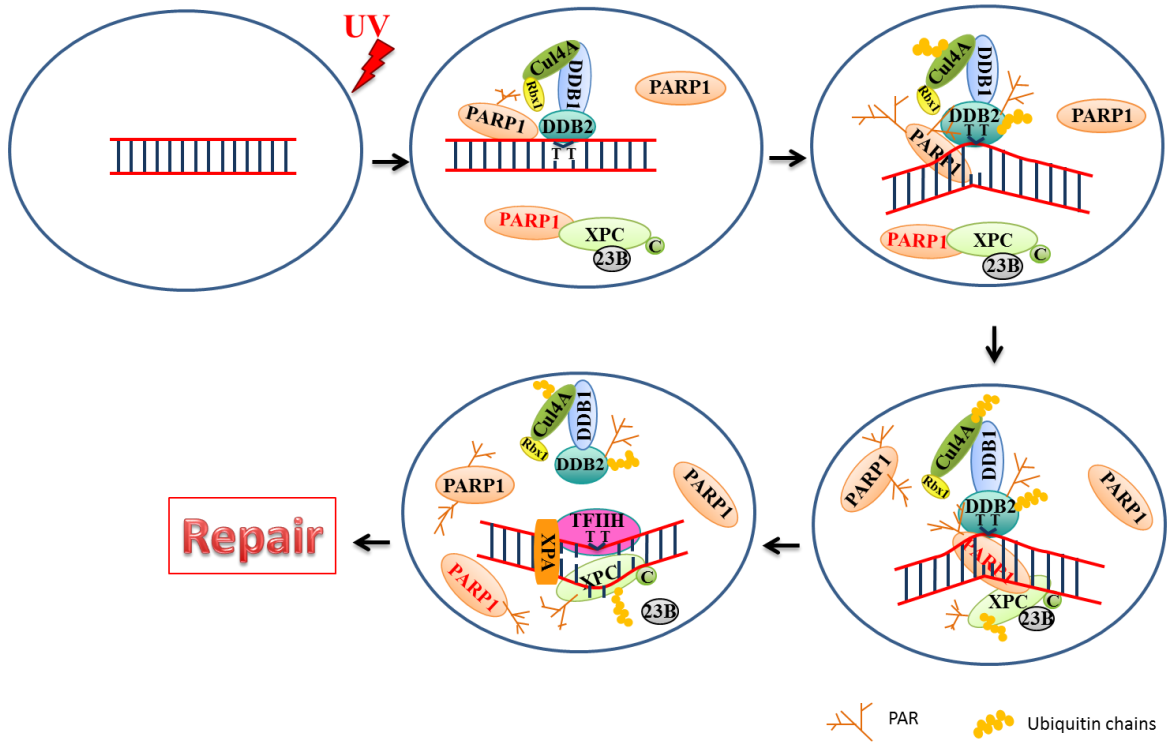 UV
Cul4A
DDB1
Rbx1
PARP1
DDB2
T T
PARP1
PARP1
XPC
C
23B
Cul4A
DDB1
Rbx1
DDB2
T T
PARP1
PARP1
PARP1
XPC
C
23B
Cul4A
DDB1
Rbx1
DDB2
T T
PARP1
PARP1
PARP1
XPC
C
23B
Cul4A
DDB1
Rbx1
DDB2
PARP1
PARP1
TFIIH
T T
XPA
XPC
C
PARP1
23B
Repair
PAR
Ubiquitin chains